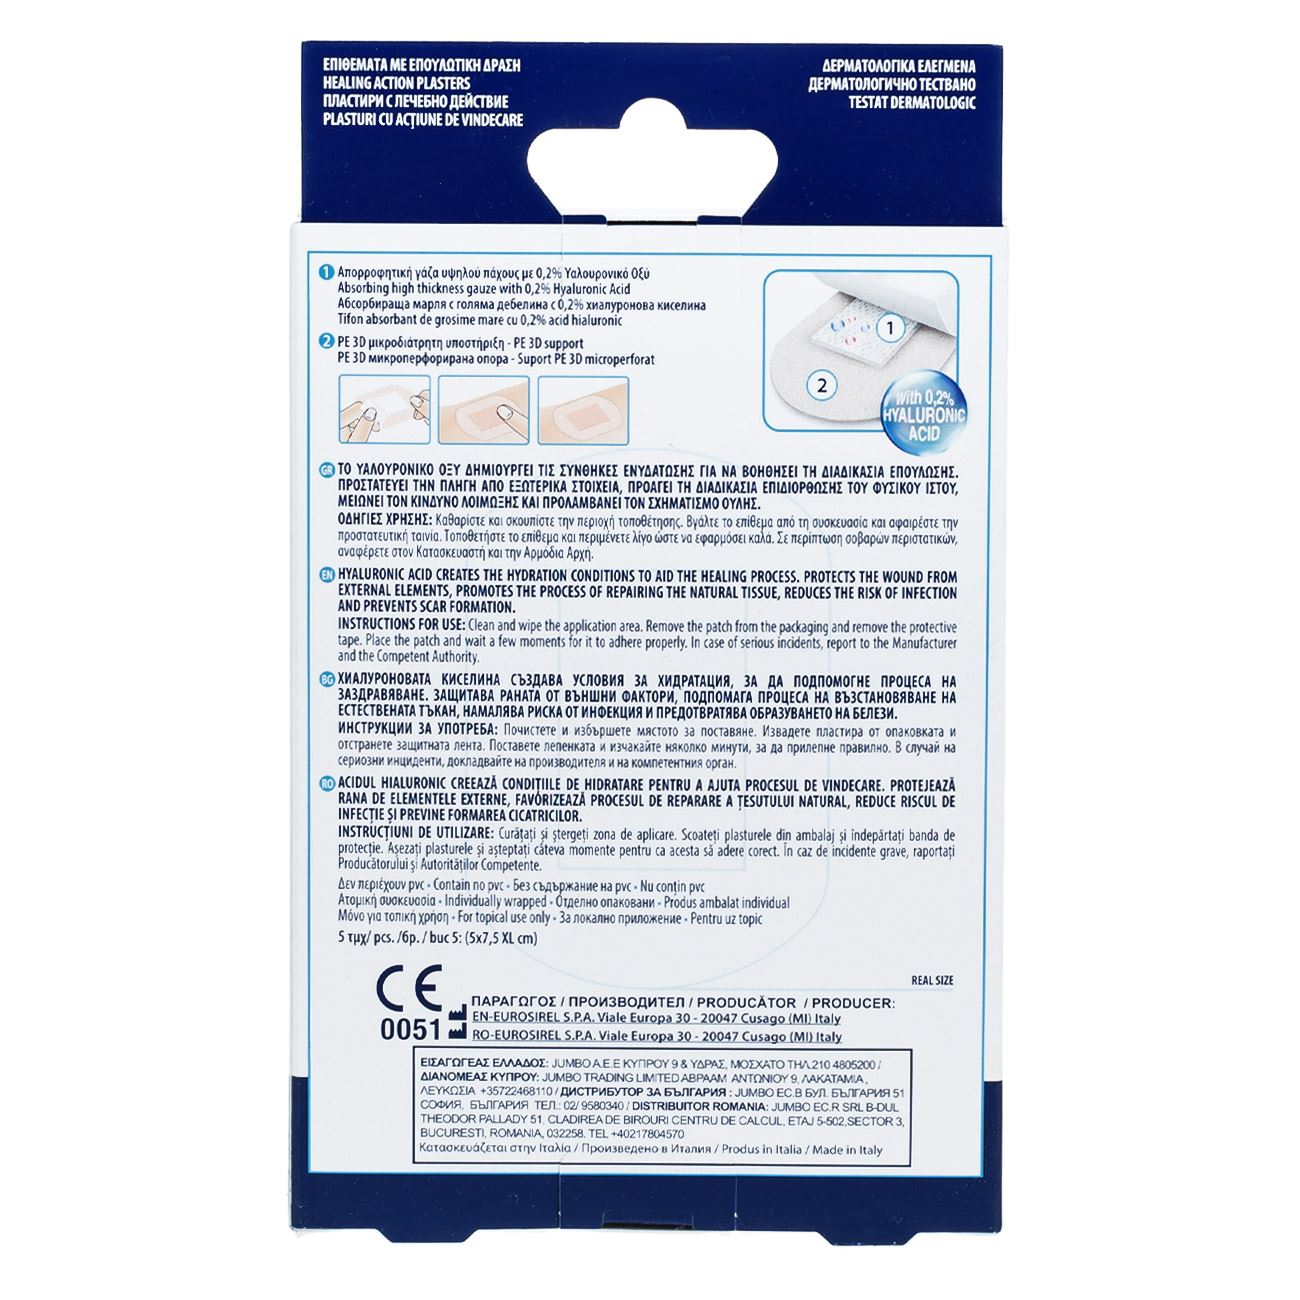 ΕΠΙΘΕΜΑΤΑ ΜΕ ΕΠΟΥΛΩΤΙΚΗ ΔΡΑΣΗ
HEALING ACTION PLASTERS
ПЛАСТИРИ С ЛЕЧЕБНО ДЕЙСТВИЕ
PLASTURI CU ACȚIUNE DE VINDECARE
ΔΕΡΜΑΤΟΛΟΓΙΚΑ ΕΛΕΓΜΕΝΑ
ДЕРМАТОЛОГИЧНО ТЕСТВАНО
TESTAT DERMATOLOGIC
1 Απορροφητική γάζα υψηλού πάχους με 0,2% Υαλουρονικό Οξύ
Absorbing high thickness gauze with 0,2% Hyaluronic Acid
Абсорбираща марля с голяма дебелина с 0,2% хиалуронова киселина
Tifon absorbant de grosime mare cu 0,2% acid hialuronic
2 PE 3D μικροδιάτρητη υποστήριξη - PE 3D support
PE 3D микроперфорирана опора - Suport PE 3D microperforat
1
2
With 0,2%
HYALURONIC
ACID
GR ΤΟ ΥΑΛΟΥΡΟΝΙΚΟ ΟΞΥ ΔΗΜΙΟΥΡΓΕΙ ΤΙΣ ΣΥΝΘΗΚΕΣ ΕΝΥΔΑΤΩΣΗΣ ΓΙΑ ΝΑ ΒΟΗΘΗΣΕΙ ΤΗ ΔΙΑΔΙΚΑΣΙΑ ΕΠΟΥΛΩΣΗΣ.
ΠΡΟΣΤΑΤΕΥΕΙ ΤΗΝ ΠΛΗΓΗ ΑΠΟ ΕΞΩΤΕΡΙΚΑ ΣΤΟΙΧΕΙΑ, ΠΡΟΑΓΕΙ ΤΗ ΔΙΑΔΙΚΑΣΙΑ ΕΠΙΔΙΟΡΘΩΣΗΣ ΤΟΥ ΦΥΣΙΚΟΥ ΙΣΤΟΥ,
ΜΕΙΩΝΕΙ ΤΟΝ ΚΙΝΔΥΝΟ ΛΟΙΜΩΞΗΣ ΚΑΙ ΠΡΟΛΑΜΒΑΝΕΙ ΤΟΝ ΣΧΗΜΑΤΙΣΜΟ ΟΥΛΗΣ.
ΟΔΗΓΙΕΣ ΧΡΗΣΗΣ: Καθαρίστε και σκουπίστε την περιοχή τοποθέτησης. Βγάλτε το επίθεμα από τη συσκευασία και αφαιρέστε την
προστατευτική ταινία. Τοποθετήστε το επίθεμα και περιμένετε λίγο ώστε να εφαρμόσει καλά. Σε περίπτωση σοβαρών περιστατικών,
αναφέρετε στον Κατασκευαστή και την Αρμόδια Αρχή.
EN HYALURONIC ACID CREATES THE HYDRATION CONDITIONS TO AID THE HEALING PROCESS. PROTECTS THE WOUND FROM
EXTERNAL ELEMENTS, PROMOTES THE PROCESS OF REPAIRING THE NATURAL TISSUE, REDUCES THE RISK OF INFECTION
AND PREVENTS SCAR FORMATION.
INSTRUCTIONS FOR USE: Clean and wipe the application area. Remove the patch from the packaging and remove the protective
tape. Place the patch and wait a few moments for it to adhere properly. In case of serious incidents, report to the Manufacturer
and the Competent Authority.
BG ХИАЛУРОНОВАТА КИСЕЛИНА СЪЗДАВА УСЛОВИЯ ЗА ХИДРАТАЦИЯ, ЗА ДА ПОДПОМОГНЕ ПРОЦЕСА НА
ЗАЗДРАВЯВАНЕ. ЗАЩИТАВА РАНАТА ОТ ВЪНШНИ ФАКТОРИ, ПОДПОМАГА ПРОЦЕСА НА ВЪЗСТАНОВЯВАНЕ НА
ЕСТЕСТВЕНАТА ТЪКАН, НАМАЛЯВА РИСКА ОТ ИНФЕКЦИЯ И ПРЕДОТВРАТЯВА ОБРАЗУВАНЕТО НА БЕЛЕЗИ.
ИНСТРУКЦИИ ЗА УПОТРЕБА: Почистете и избършете мястото за поставяне. Извадете пластира от опаковката и
отстранете защитната лента. Поставете лепенката и изчакайте няколко минути, за да прилепне правилно. В случай на
сериозни инциденти, докладвайте на производителя и на компетентния орган.
RO ACIDUL HIALURONIC CREEAZĂ CONDIȚIILE DE HIDRATARE PENTRU A AJUTA PROCESUL DE VINDECARE. PROTEJEAZĂ
RANA DE ELEMENTELE EXTERNE, FAVORIZEAZĂ PROCESUL DE REPARARE A ȚESUTULUI NATURAL, REDUCE RISCUL DE
INFECȚIE ȘI PREVINE FORMAREA CICATRICILOR.
INSTRUCȚIUNI DE UTILIZARE: Curățați și ștergeți zona de aplicare. Scoateți plasturele din ambalaj și îndepărtați banda de
protecție. Așezați plasturele și așteptați câteva momente pentru ca acesta să adere corect. În caz de incidente grave, raportați
Producătorului și Autorităților Competente.
Δεν περιέχουν pvc • Contain no pvc • Без съдържание на pvc • Nu conțin pvc
Ατομική συσκευασία • Individually wrapped • Отделно опаковани • Produs ambalat individual
Μόνο για τοπική χρήση • For topical use only • За локално приложение • Pentru uz topic
5 τμχ/ pcs. /бр. / buc 5: (5x7,5 XL cm)
REAL SIZE
CE
0051
ΠΑΡΑΓΩΓΟΣ / ПРОИЗВОДИТЕЛ / PRODUCĂTOR / PRODUCER:
EN-EUROSIREL S.P.A. Viale Europa 30 - 20047 Cusago (MI) Italy
RO-EUROSIREL S.P.A. Viale Europa 30 - 20047 Cusago (MI) Italy
ΕΙΣΑΓΩΓΕΑΣ ΕΛΛΑΔΟΣ: JUMBO A.E.E ΚΥΠΡΟΥ 9 & ΥΔΡΑΣ, ΜΟΣΧΑΤΟ ΤΗΛ.210 4805200 /
ΔΙΑΝΟΜΕΑΣ ΚΥΠΡΟΥ: JUMBO TRADING LIMITED ΑΒΡΑΑΜ ΑΝΤΩΝΙΟΥ 9, ΛΑΚΑΤΑΜΙΑ,
ΛΕΥΚΩΣΙΑ +35722468110 / ДИСТРИБУТОР ЗА БЪЛГАРИЯ : JUMBO EC.B БУЛ. БЪЛГАРИЯ 51
СОФИЯ, БЪЛГАРИЯ ТЕЛ.: 02/ 9580340 / DISTRIBUITOR ROMANIA: JUMBO EC.R SRL B-DUL
THEODOR PALLADY 51, CLADIREA DE BIROURI CENTRU DE CALCUL, ETAJ 5-502,SECTOR 3,
BUCURESTI, ROMANIA, 032258. TEL +40217804570
Κατασκευάζεται στην Ιταλία / Произведено в Италия / Produs în Italia / Made in Italy